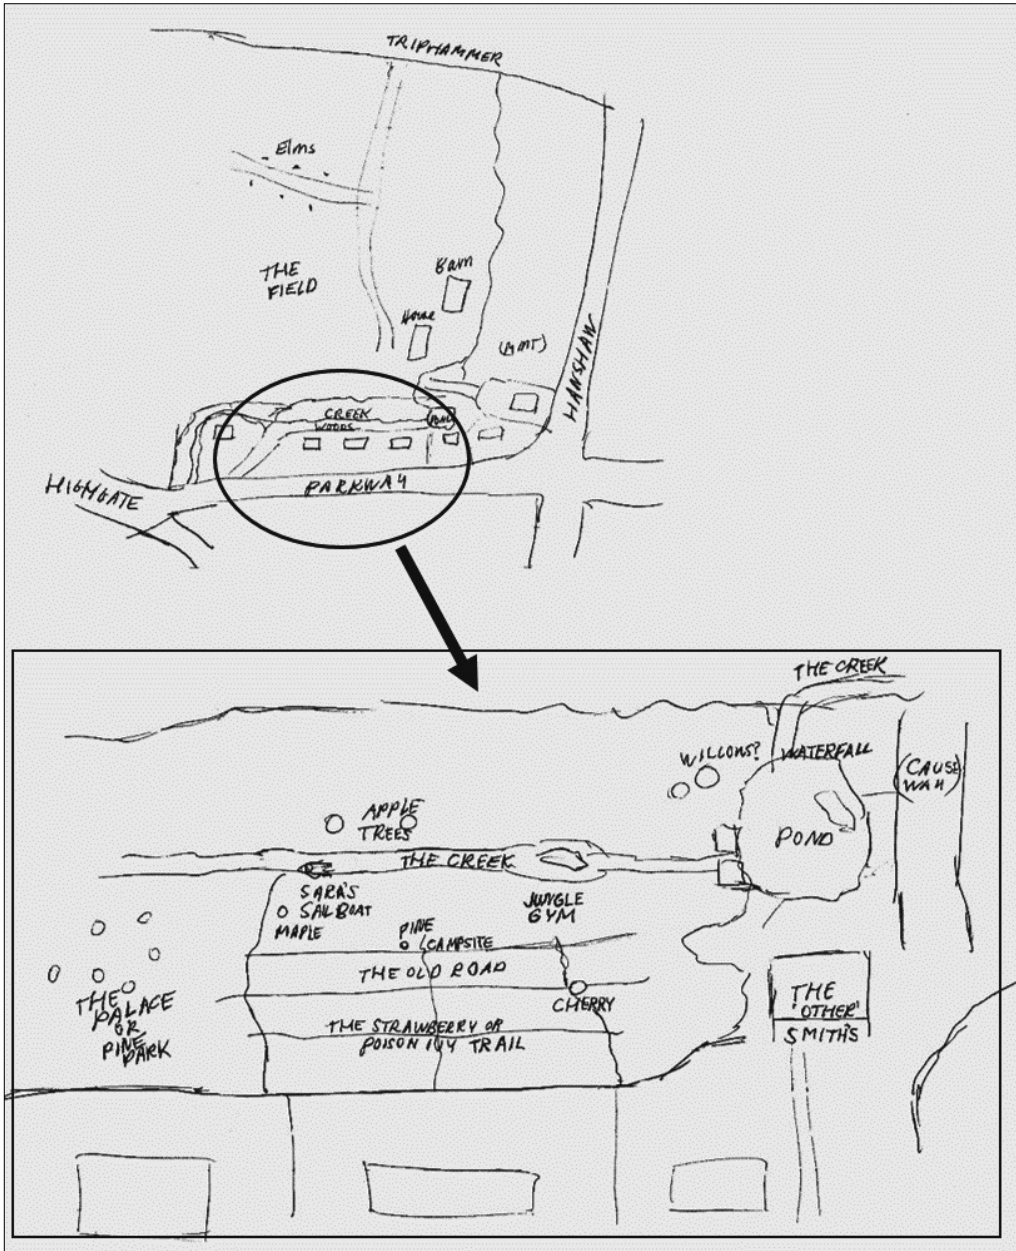 TRIPHAMMER
Elms
THE
FIELD
Barn
House
HANSHAW
CREEK
WOODS
POND
HIGHGATE
PARKWAY
THE CREEK
WILLOWS?
WATERFALL
(CAUSE
WAY)
APPLE
TREES
POND
THE CREEK
SARA'S
SAILBOAT
MAPLE
JUNGLE
GYM
PINE
CAMPSITE
THE OLD ROAD
CHERRY
THE
PALACE
OR
PINE
PARK
THE STRAWBERRY OR
POISON IVY TRAIL
THE
"OTHER"
SMITH'S